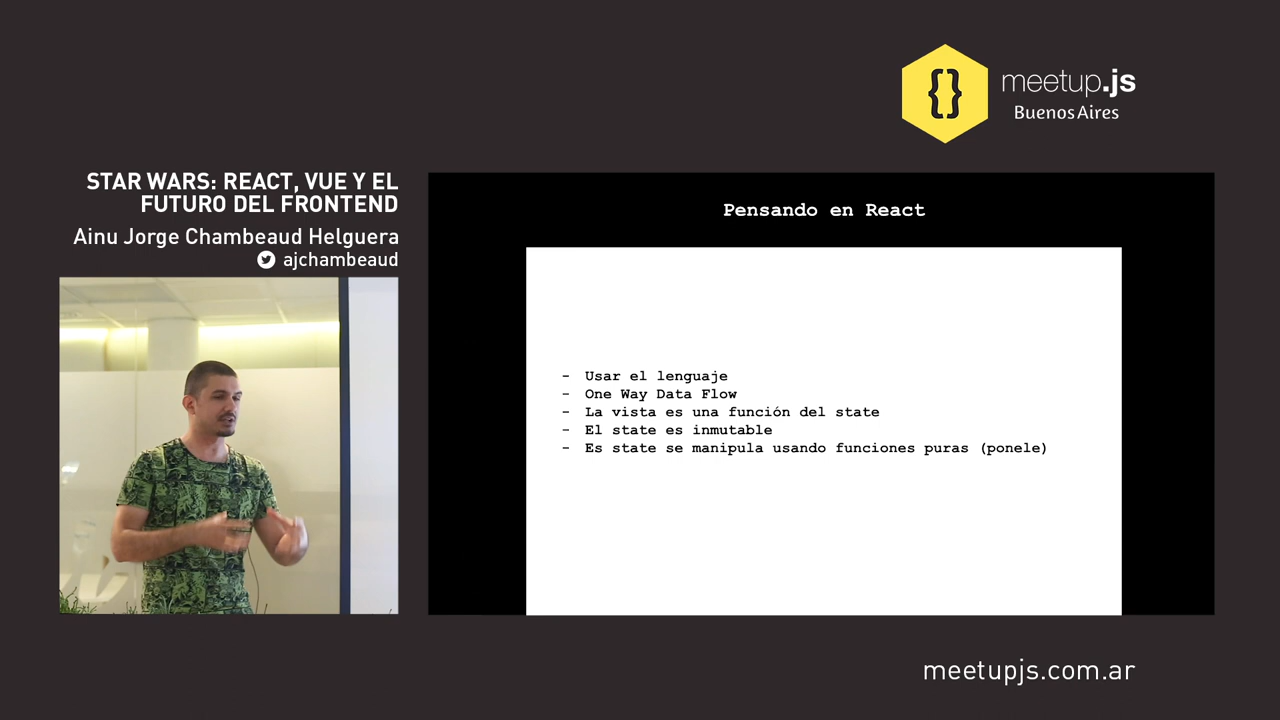 {}
meetup.js
Buenos Aires
STAR WARS: REACT, VUE Y EL
FUTURO DEL FRONTEND
Ainu Jorge Chambeaud Helguera
ajchambeaud
Pensando en React
- Usar el lenguaje
- One Way Data Flow
- La vista es una función del state
- El state es inmutable
- Es state se manipula usando funciones puras (ponele)
meetupjs.com.ar